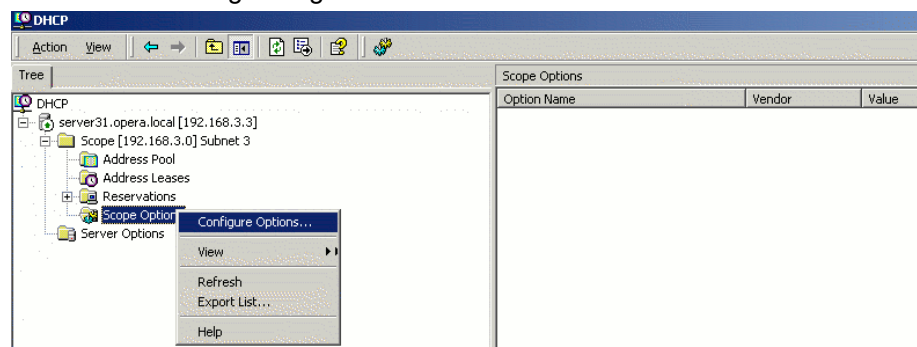 DHCP
Action View
Tree
Scope Options
DHCP
Option Name Vendor Value
server31.opera.local [192.168.3.3]
Scope [192.168.3.0] Subnet 3
Address Pool
Address Leases
Reservations
Scope Option
Configure Options...
Server Options
View
Refresh
Export List...
Help